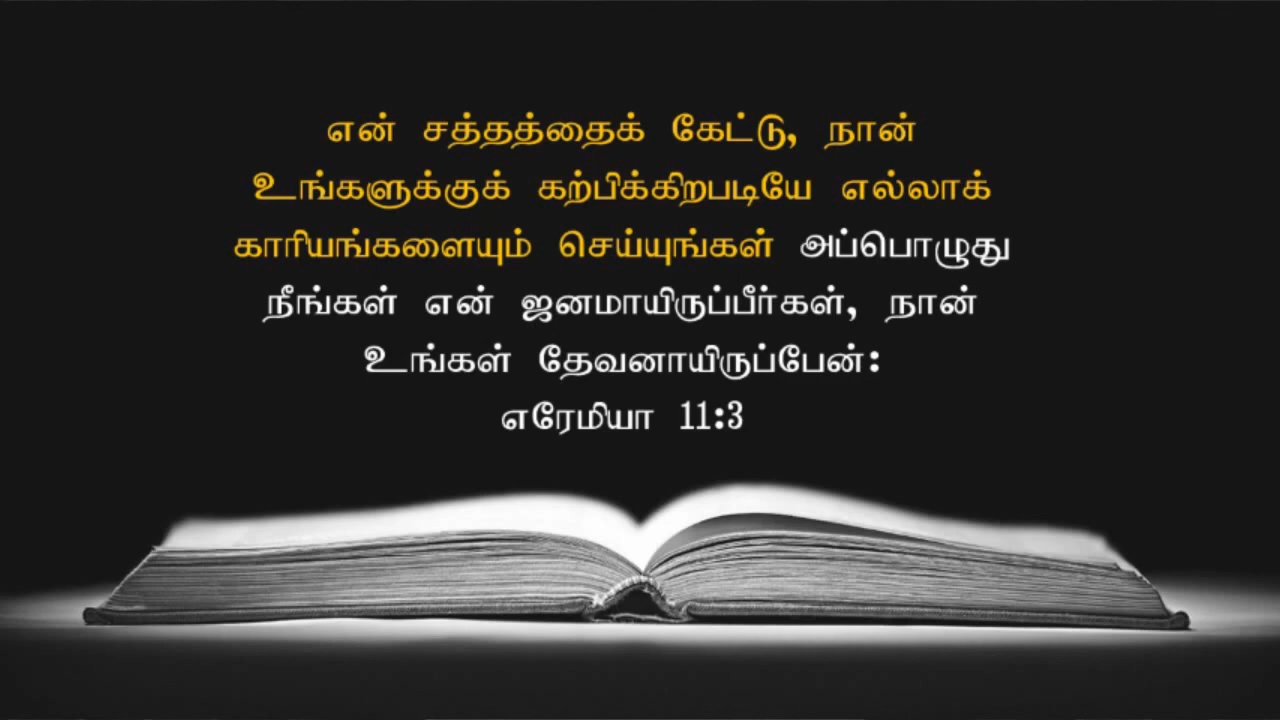 என் சத்தத்தைக் கேட்டு, நான்
உங்களுக்குக் கற்பிக்கிறபடியே எல்லாக்
காரியங்களையும் செய்யுங்கள் அப்பொழுது
நீங்கள் என் ஜனமாயிருப்பீர்கள், நான்
உங்கள் தேவனாயிருப்பேன்:
எரேமியா 11:3